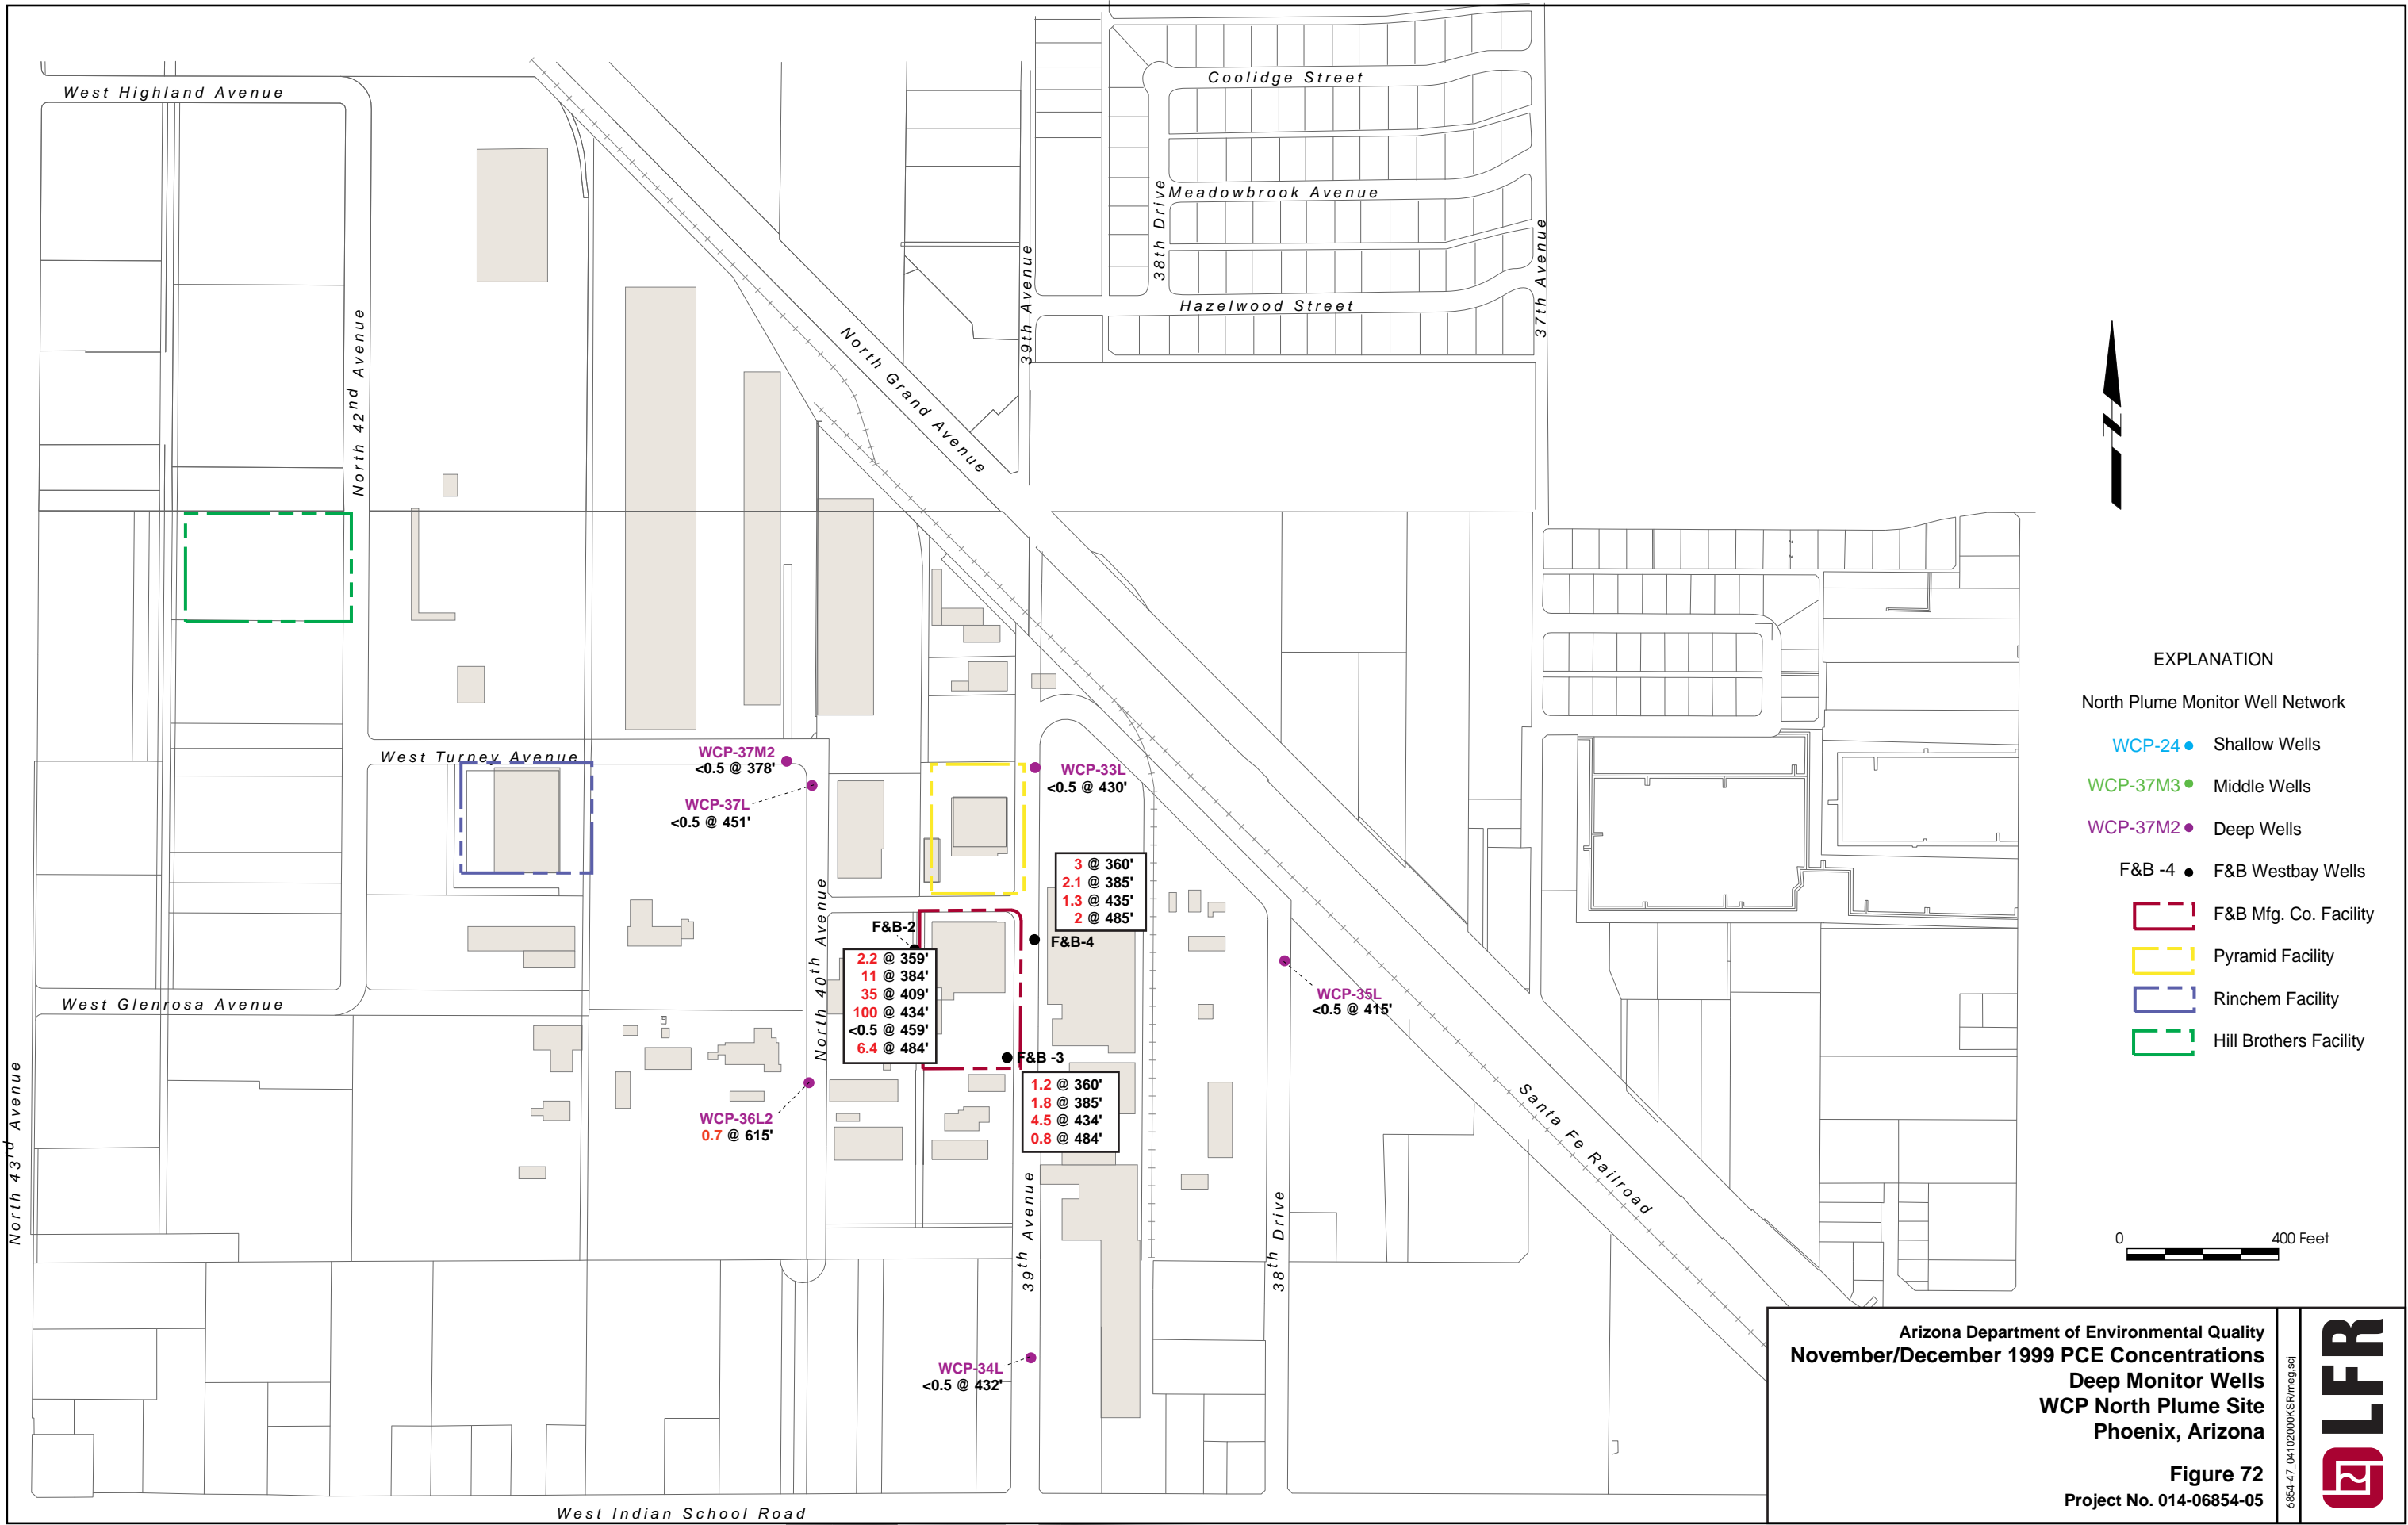 West Highland Avenue
Coolidge Street
Meadowbrook Avenue
38th Drive
39th Avenue
Hazelwood Street
37th Avenue
North 42nd Avenue
North Grand Avenue
West Turney Avenue
WCP-37M2
<0.5 @ 378'
WCP-37L
<0.5 @ 451'
WCP-33L
<0.5 @ 430'
3 @ 360'
2.1 @ 385'
1.3 @ 435'
2 @ 485'
F&B-4
North 40th Avenue
F&B-2
2.2 @ 359'
11 @ 384'
35 @ 409'
100 @ 434'
<0.5 @ 459'
6.4 @ 484'
WCP-35L
<0.5 @ 415'
West Glenrosa Avenue
F&B -3
1.2 @ 360'
1.8 @ 385'
4.5 @ 434'
0.8 @ 484'
WCP-36L2
0.7 @ 615'
North 43rd Avenue
Santa Fe Railroad
39th Avenue
38th Drive
WCP-34L
<0.5 @ 432'
West Indian School Road
N
EXPLANATION
North Plume Monitor Well Network
WCP-24 Shallow Wells
WCP-37M3 Middle Wells
WCP-37M2 Deep Wells
F&B -4 F&B Westbay Wells
F&B Mfg. Co. Facility
Pyramid Facility
Rinchem Facility
Hill Brothers Facility
0 400 Feet
Arizona Department of Environmental Quality
November/December 1999 PCE Concentrations
Deep Monitor Wells
WCP North Plume Site
Phoenix, Arizona
Figure 72
Project No. 014-06854-05
6854-47_04102000KSR/meg,scj
LFR